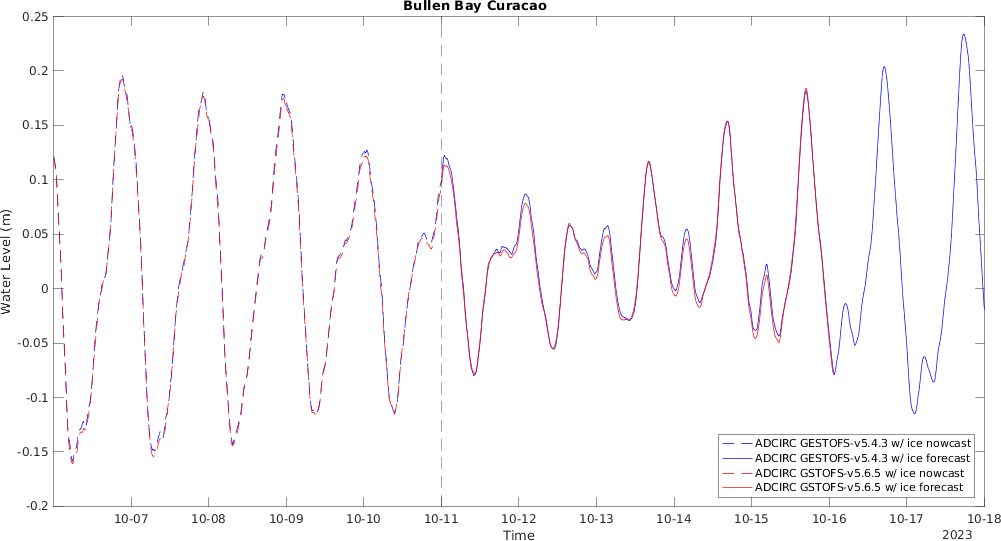 Bullen Bay Curacao
Water Level (m)
0.25
0.2
0.15
0.1
0.05
0
-0.05
-0.1
-0.15
-0.2
ADCIRC GESTOFS-v5.4.3 w/ ice nowcast
ADCIRC GESTOFS-v5.4.3 w/ ice forecast
ADCIRC GSTOFS-v5.6.5 w/ ice nowcast
ADCIRC GSTOFS-v5.6.5 w/ ice forecast
10-07 10-08 10-09 10-10 10-11 10-12 10-13 10-14 10-15 10-16 10-17 10-18
Time
2023